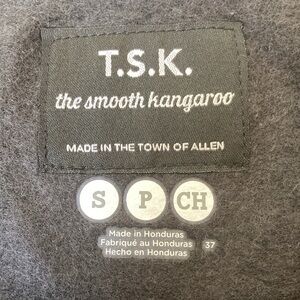 T.S.K.
the smooth kangaroo
MADE IN THE TOWN OF ALLEN
S P CH
Made in Honduras
Fabriqué au Honduras 37
Hecho en Honduras